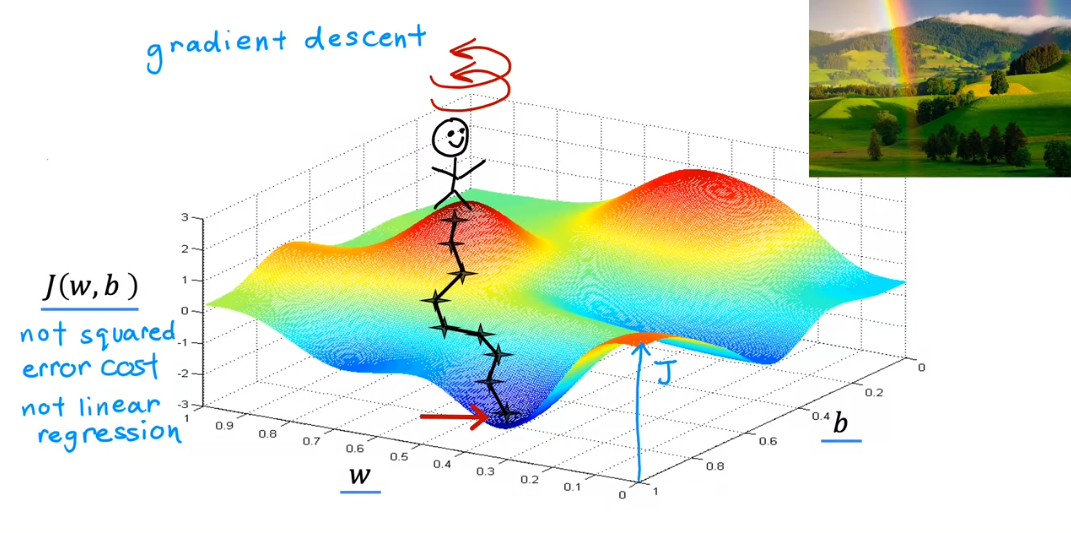 gradient descent
J(w, b)
not squared
error cost
not linear
regression
3
2
1
0
-1
-2
-3
1
0.9
0.8
0.7
0.6
0.5
0.4
0.3
0.2
0.1
0
w
1
0.8
0.6
0.4
0.2
0
b
J